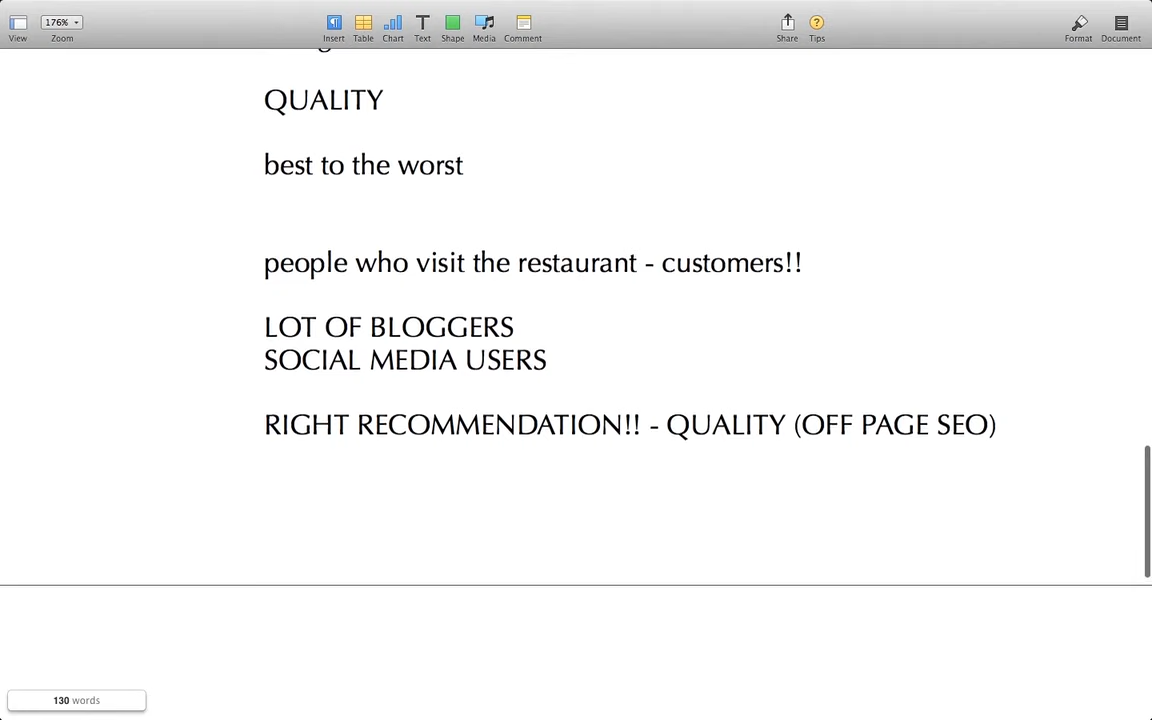 176%
View Zoom Insert Table Chart Text Shape Media Comment Share Tips Format Document
QUALITY
best to the worst
people who visit the restaurant - customers!!
LOT OF BLOGGERS
SOCIAL MEDIA USERS
RIGHT RECOMMENDATION!! - QUALITY (OFF PAGE SEO)
130 words